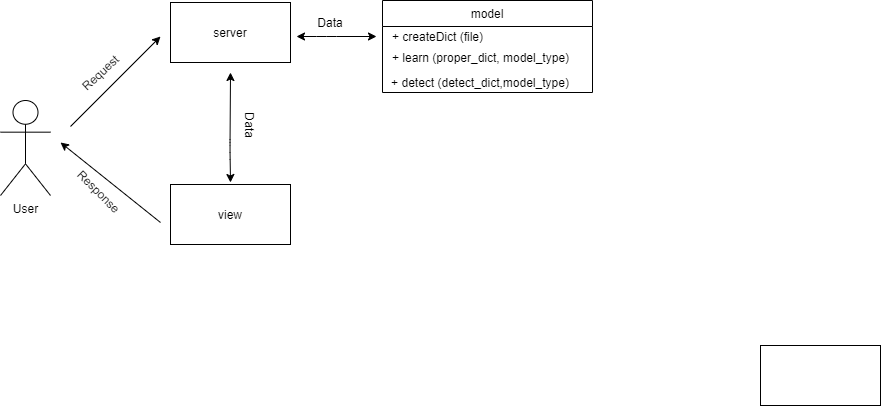 model
server
Data
+ createDict (file)
+ learn (proper_dict, model_type)
+ detect (detect_dict,model_type)
Request
Data
Response
User
view